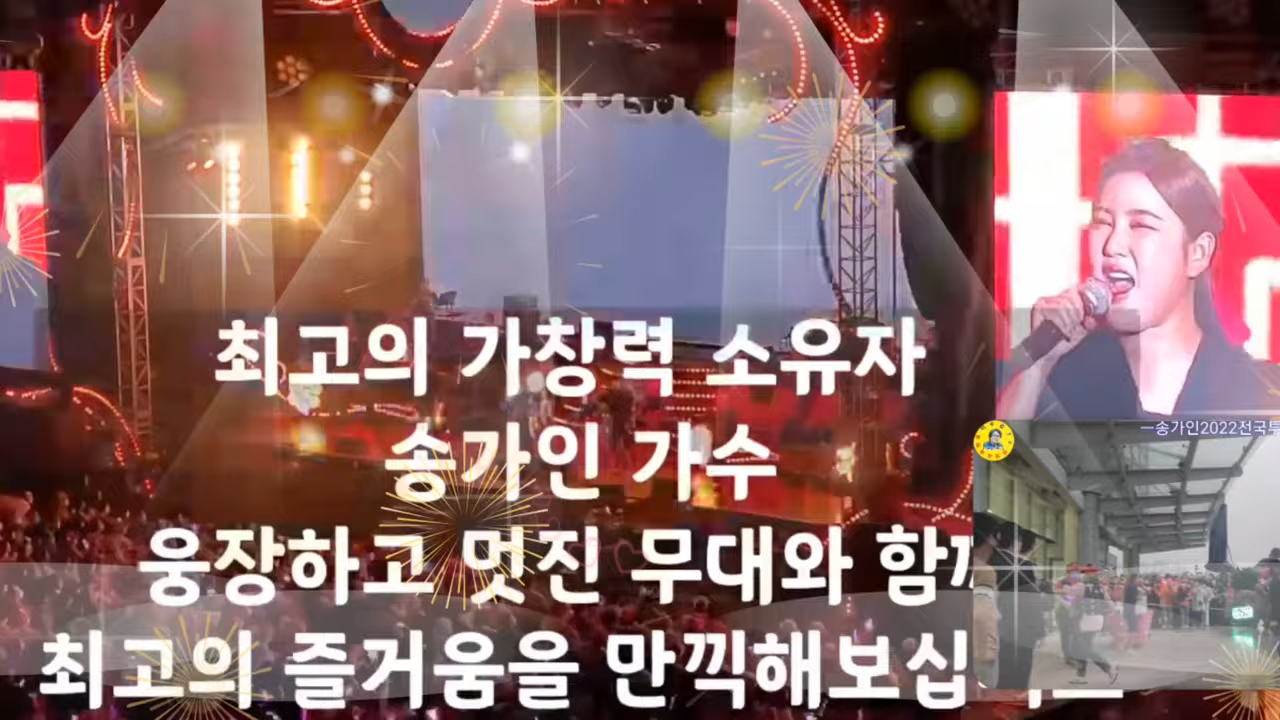 최고의 가창력 소유자
송가인 가수
웅장하고 멋진 무대와
최고의 즐거움을 만끽해보십
ㅡ송가인2022전국투